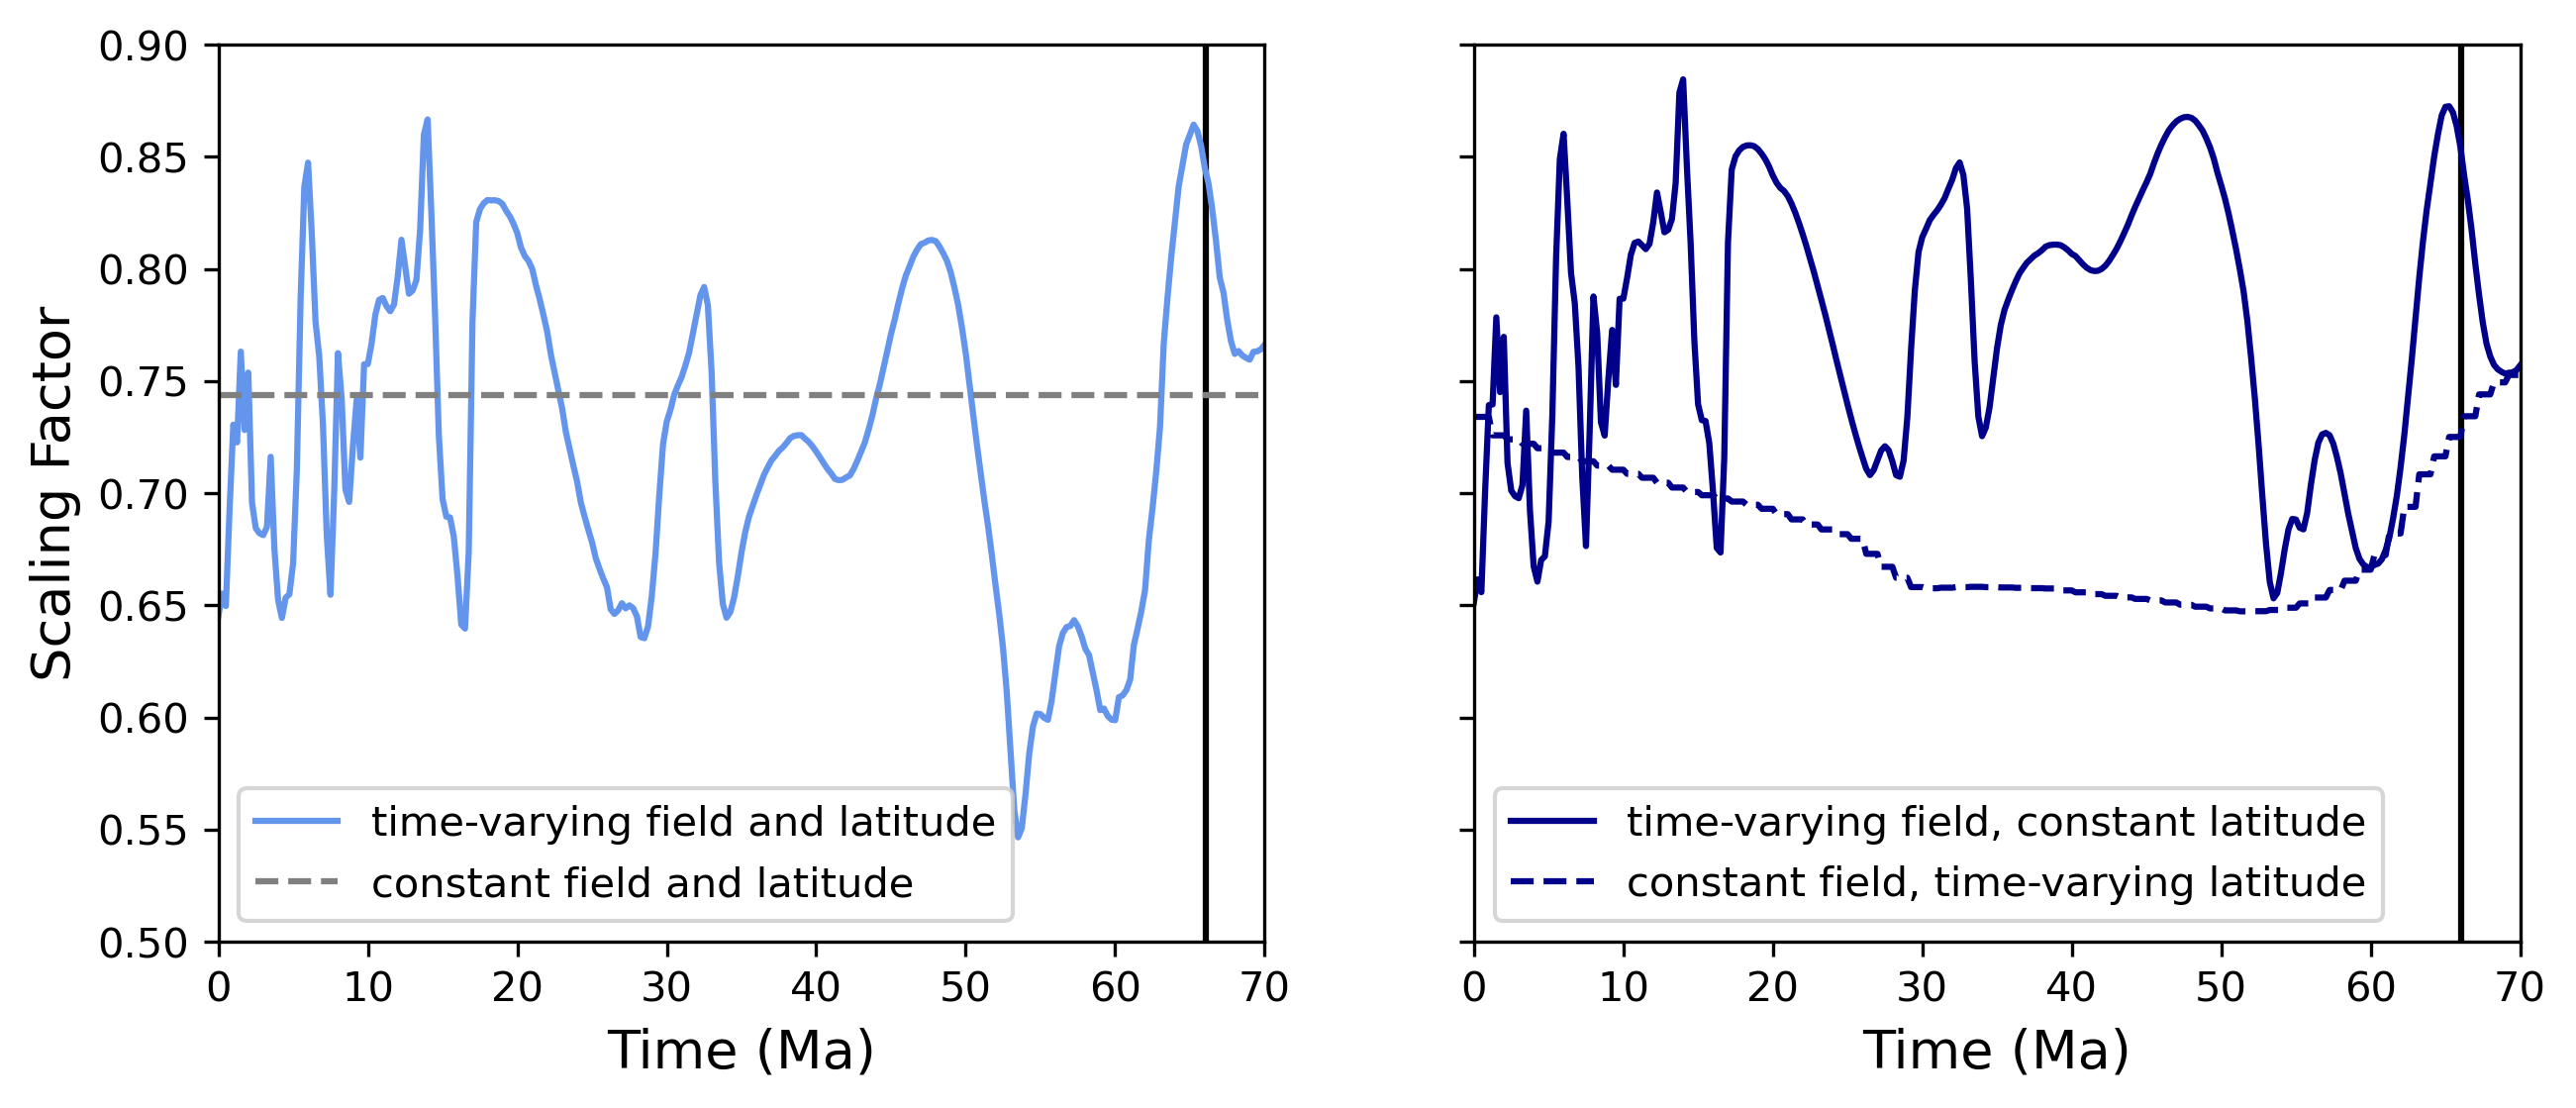 Scaling Factor
0.90
0.85
0.80
0.75
0.70
0.65
0.60
0.55
0.50
time-varying field and latitude
constant field and latitude
0 10 20 30 40 50 60 70
Time (Ma)
time-varying field, constant latitude
constant field, time-varying latitude
0 10 20 30 40 50 60 70
Time (Ma)